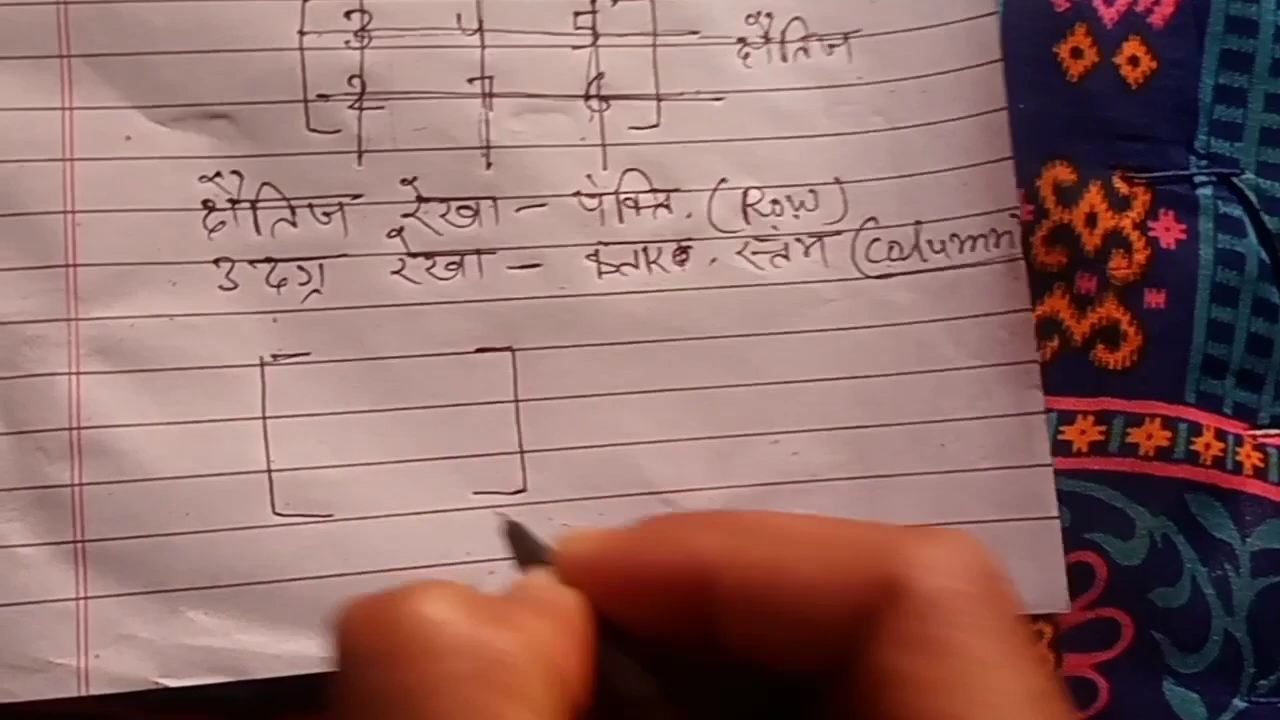 3 4 5
क्षैतिज
2 7 6
क्षैतिज रेखा - पंक्ति. (Row)
उदग्र रेखा - स्तंभ (Column)